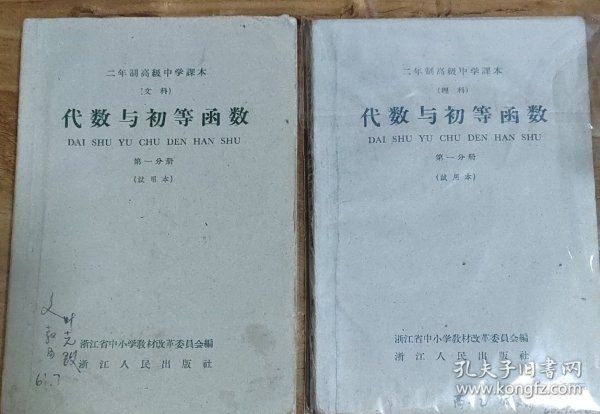 二年制高級中学課本
(文科)
代数与初等函数
DAI SHU YU CHU DEN HAN SHU
第一分册
(試用本)
浙江省中小学教材改革委員会編
浙江人民出版社
二年制高級中学課本
(理科)
代数与初等函数
DAI SHU YU CHU DEN HAN SHU
第一分册
(試用本)
浙江省中小学教材改革委員会編
浙江人民出版社
孔夫子旧书网
www.kongfz.com